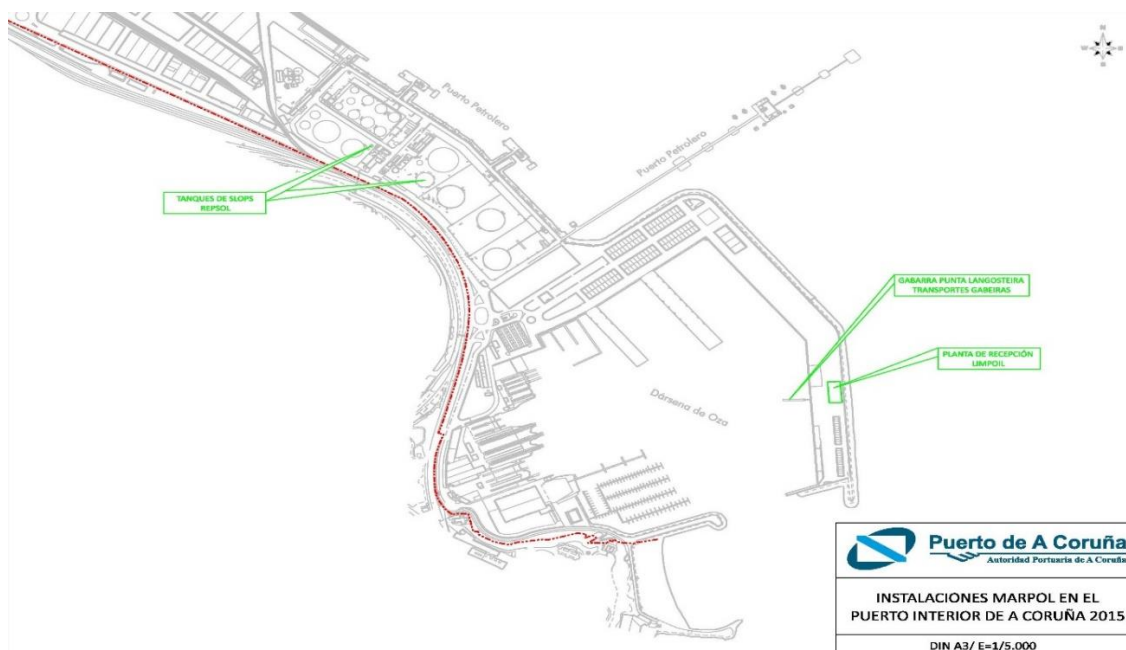 N
W
E
S
Puerto Petrolero
Puerto Petrolero
TANQUES DE SLOPS
REPSOL
GABARRA PUNTA LANGOSTEIRA
TRANSPORTES GABEIRAS
PLANTA DE RECEPCIÓN
LIMPOIL
Dársena de Oza
Puerto de A Coruña
Autoridad Portuaria de A Coruña
INSTALACIONES MARPOL EN EL
PUERTO INTERIOR DE A CORUÑA 2015
DIN A3/ E=1/5.000